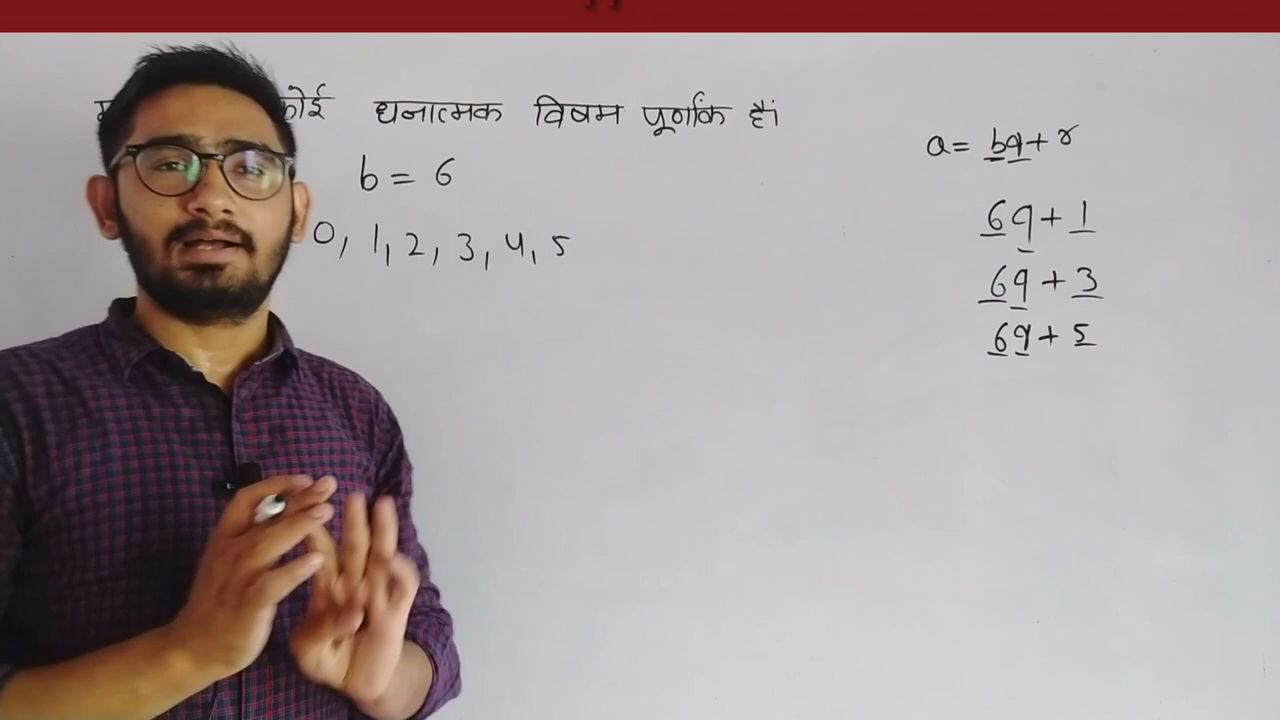 कोई धनात्मक विषम पूर्णांक हैं।
b = 6
0, 1, 2, 3, 4, 5
a = bq + r
6q + 1
6q + 3
6q + 5